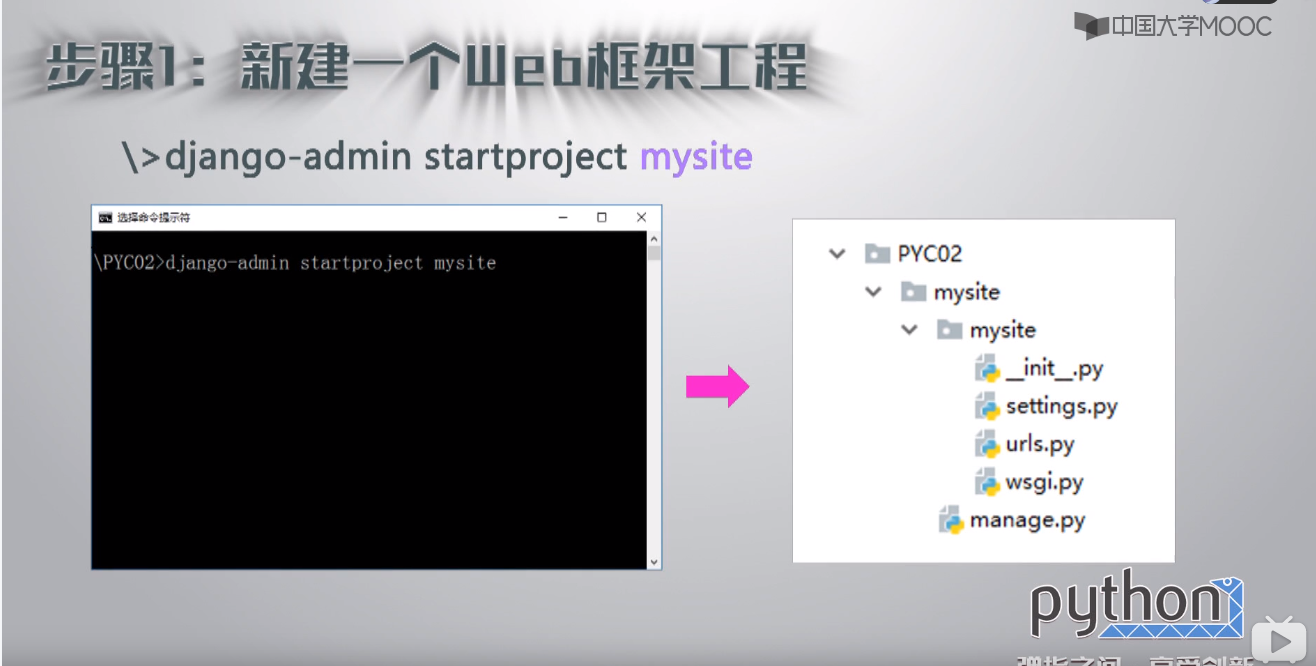 中国大学MOOC
步骤1：新建一个Web框架工程
\>django-admin startproject mysite
选择命令提示符
\PYC02>django-admin startproject mysite
PYC02
mysite
mysite
__init__.py
settings.py
urls.py
wsgi.py
manage.py
python